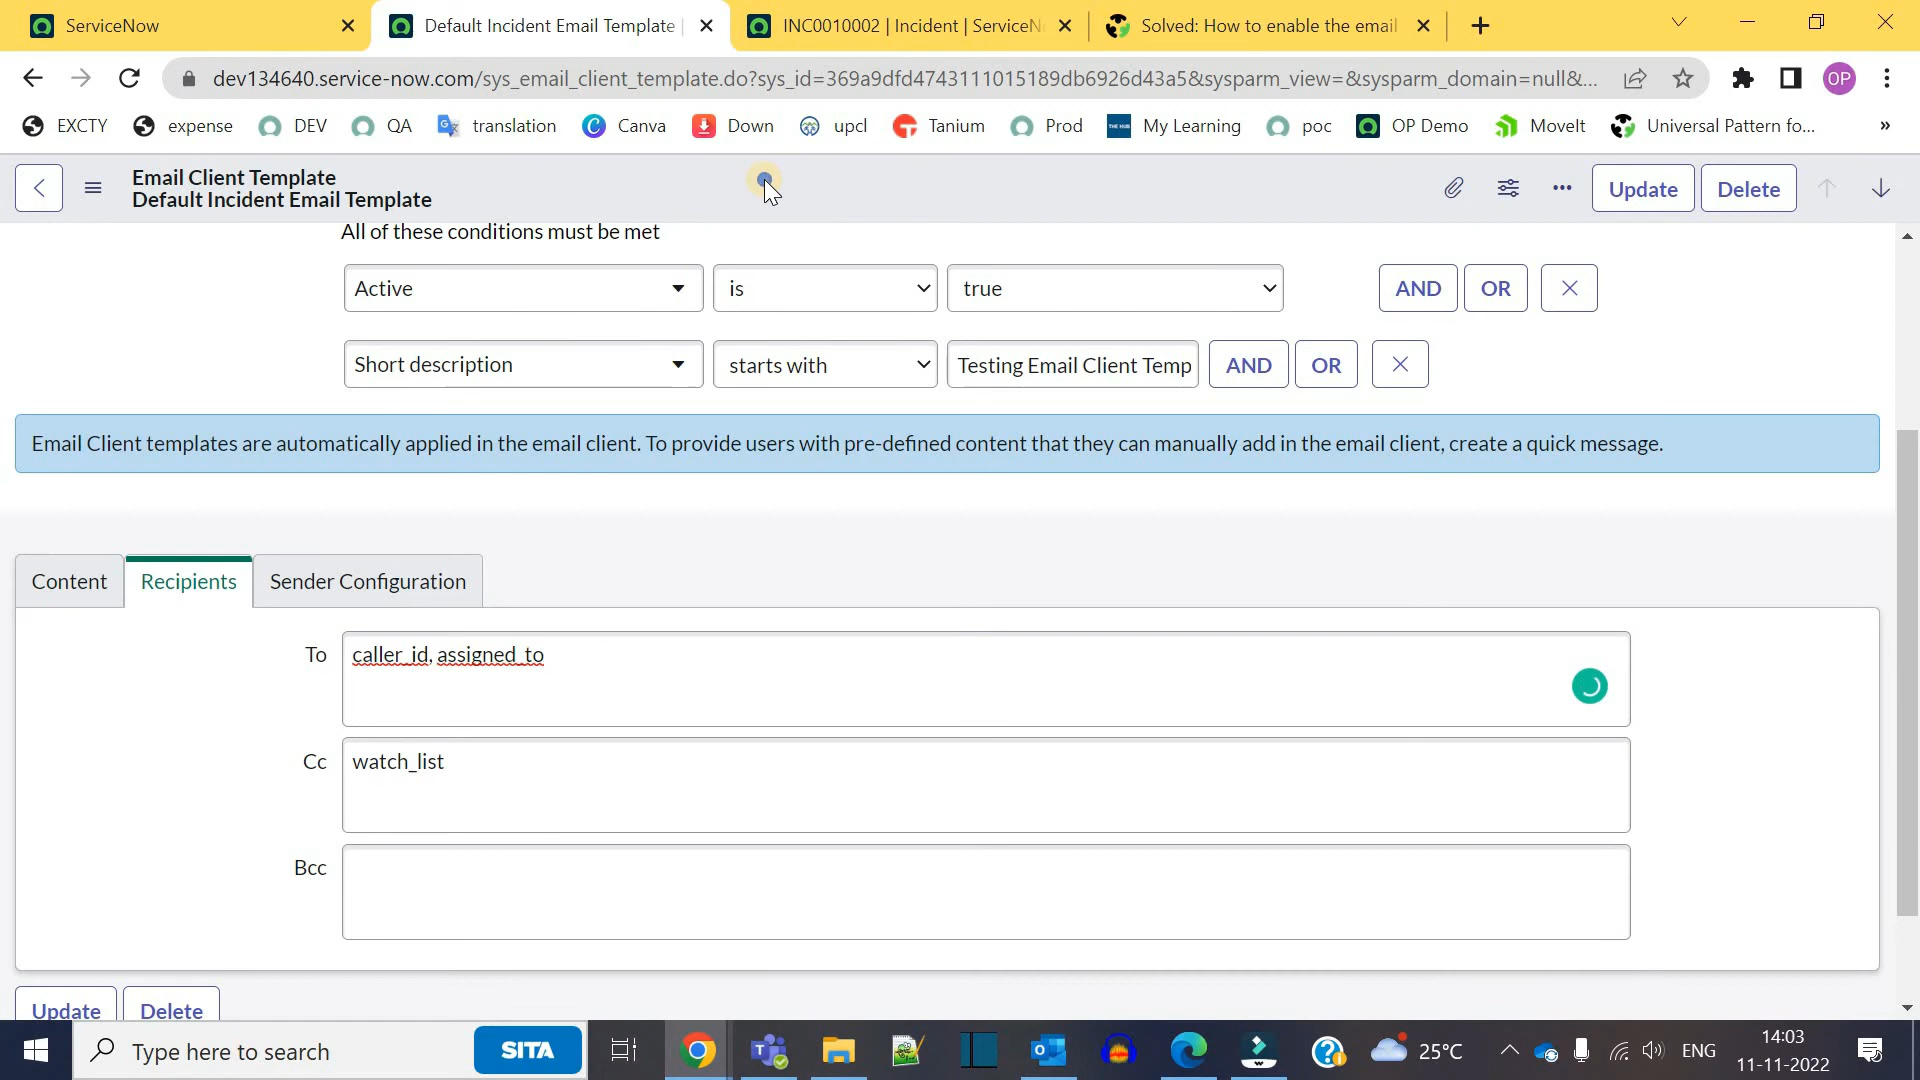 ServiceNow
Default Incident Email Template |
INC0010002 | Incident | ServiceN
Solved: How to enable the email
dev134640.service-now.com/sys_email_client_template.do?sys_id=369a9dfd4743111015189db6926d43a5&sysparm_view=&sysparm_domain=null&...
OP
EXCTY
expense
DEV
QA
translation
Canva
Down
upcl
Tanium
Prod
THE HUB
My Learning
poc
OP Demo
MoveIt
Universal Pattern fo...
»
Email Client Template
Default Incident Email Template
Update
Delete
All of these conditions must be met
Active
is
true
AND
OR
Short description
starts with
Testing Email Client Temp
AND
OR
Email Client templates are automatically applied in the email client. To provide users with pre-defined content that they can manually add in the email client, create a quick message.
Content
Recipients
Sender Configuration
To
caller_id, assigned_to
Cc
watch_list
Bcc
Update
Delete
Type here to search
SITA
25°C
ENG
14:03
11-11-2022